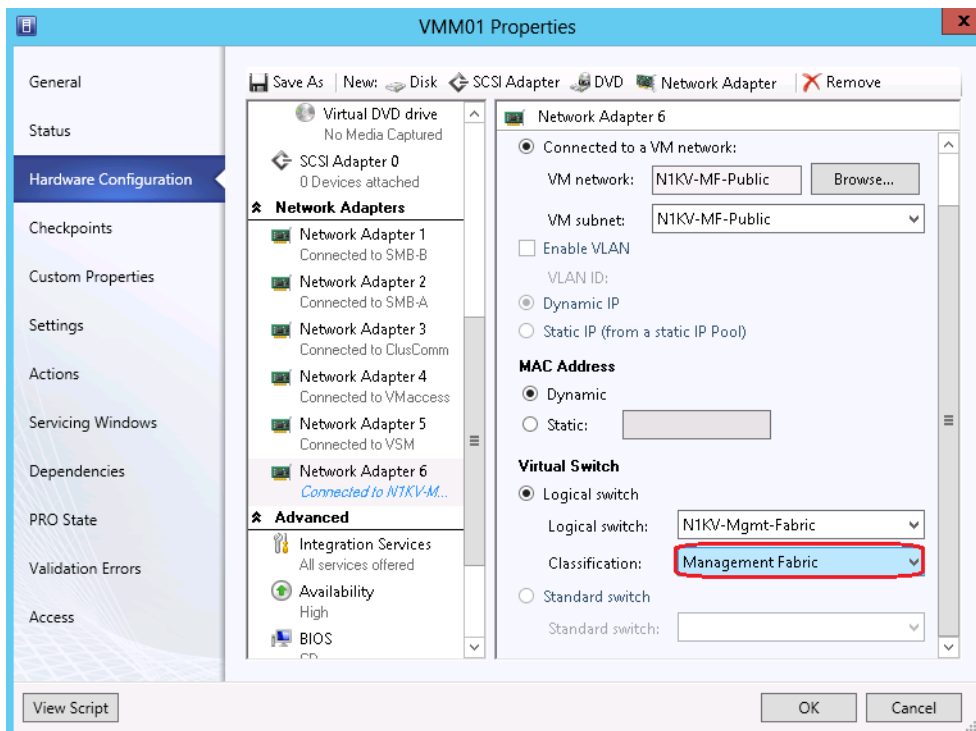 VMM01 Properties
x
General
Status
Hardware Configuration
Checkpoints
Custom Properties
Settings
Actions
Servicing Windows
Dependencies
PRO State
Validation Errors
Access
Save As New: Disk SCSI Adapter DVD Network Adapter Remove
Virtual DVD drive
No Media Captured
SCSI Adapter 0
0 Devices attached
Network Adapters
Network Adapter 1
Connected to SMB-B
Network Adapter 2
Connected to SMB-A
Network Adapter 3
Connected to ClusComm
Network Adapter 4
Connected to VMaccess
Network Adapter 5
Connected to VSM
Network Adapter 6
Connected to N1KV-M...
Advanced
Integration Services
All services offered
Availability
High
BIOS
Network Adapter 6
Connected to a VM network:
VM network: N1KV-MF-Public Browse...
VM subnet: N1KV-MF-Public
Enable VLAN
VLAN ID:
Dynamic IP
Static IP (from a static IP Pool)
MAC Address
Dynamic
Static:
Virtual Switch
Logical switch
Logical switch: N1KV-Mgmt-Fabric
Classification: Management Fabric
Standard switch
Standard switch:
View Script
OK Cancel